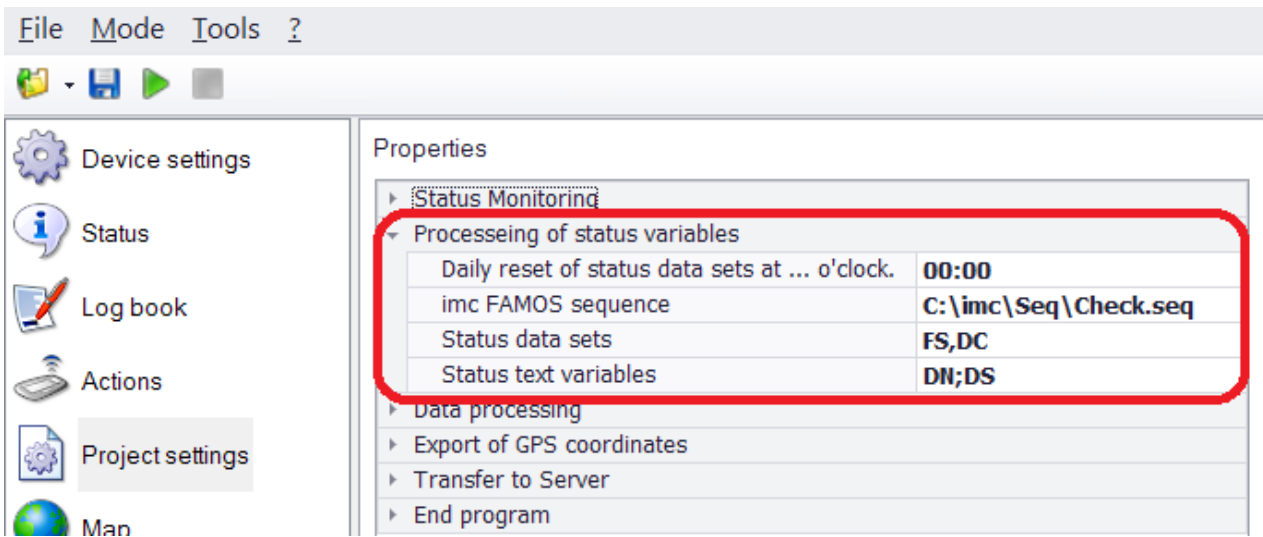 File Mode Tools ?
Device settings
Status
Log book
Actions
Project settings
Map
Properties
Status Monitoring
Processeing of status variables
Daily reset of status data sets at ... o'clock. 00:00
imc FAMOS sequence C:\imc\Seq\Check.seq
Status data sets FS,DC
Status text variables DN;DS
Data processing
Export of GPS coordinates
Transfer to Server
End program